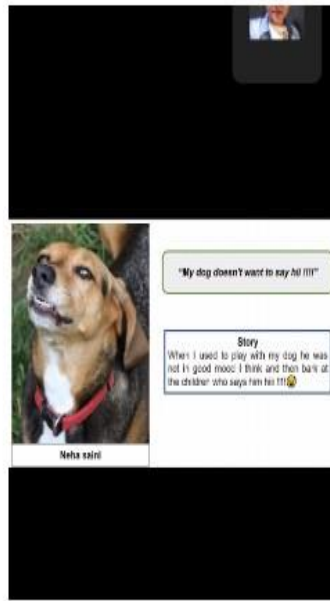 "My dog doesn't want to say hi! !!!!"
Story
When I used to play with my dog he was
not in good mood I think and then bark at
the children who says him hii !!!!😫
Neha saini